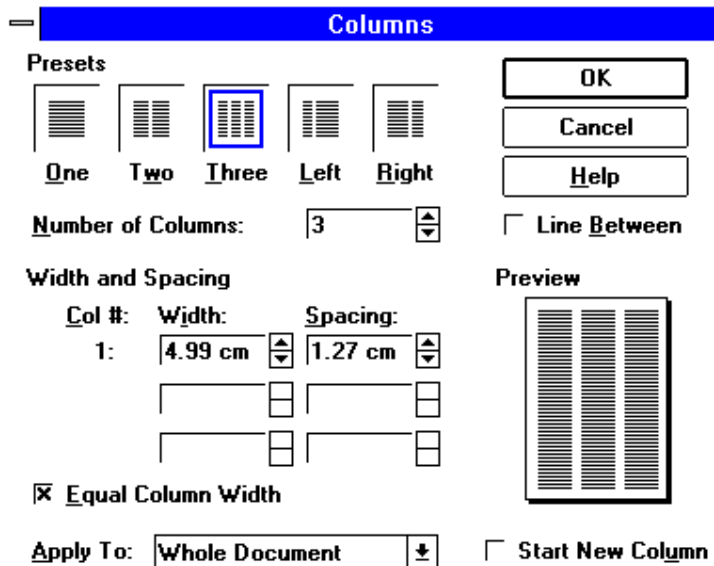 Columns
Presets
One Two Three Left Right
OK
Cancel
Help
Number of Columns: 3
Line Between
Width and Spacing
Col #: Width: Spacing:
1: 4.99 cm 1.27 cm
Equal Column Width
Preview
Apply To: Whole Document
Start New Column